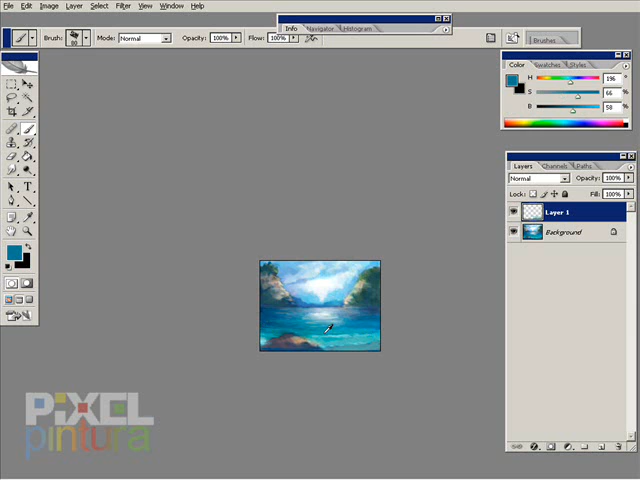 File Edit Image Layer Select Filter View Window Help
Info Navigator Histogram
Brush: 80 Mode: Normal Opacity: 100% Flow: 100% Brushes
Color Swatches Styles
H 196 °
S 66 %
B 58 %
Layers Channels Paths
Normal Opacity: 100%
Lock: Fill: 100%
Layer 1
Background
PIXEL
pintura